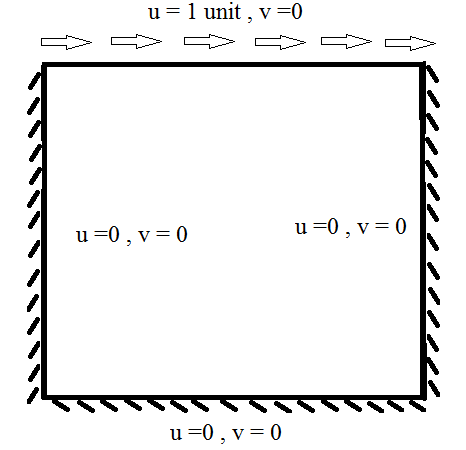 u = 1 unit , v =0
u =0 , v = 0
u =0 , v = 0
u =0 , v = 0